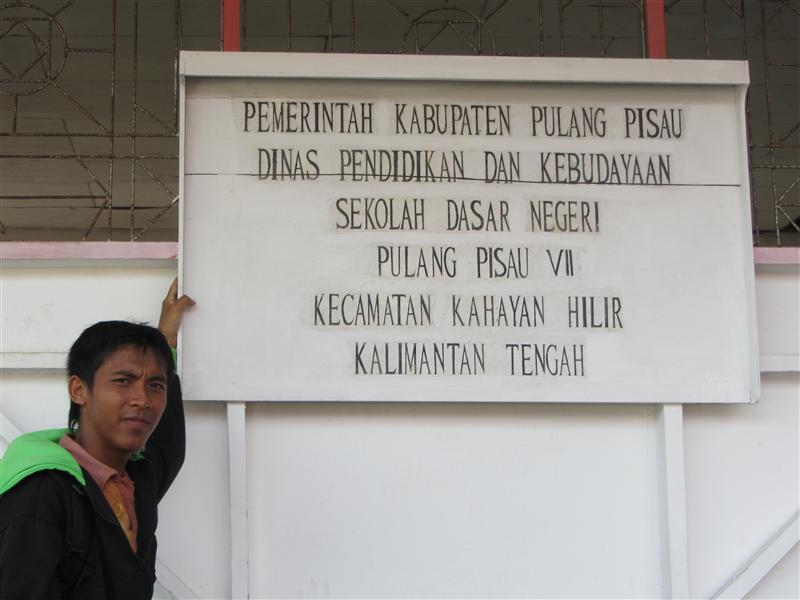 PEMERINTAH KABUPATEN PULANG PISAU
DINAS PENDIDIKAN DAN KEBUDAYAAN
SEKOLAH DASAR NEGERI
PULANG PISAU VII
KECAMATAN KAHAYAN HILIR
KALIMANTAN TENGAH